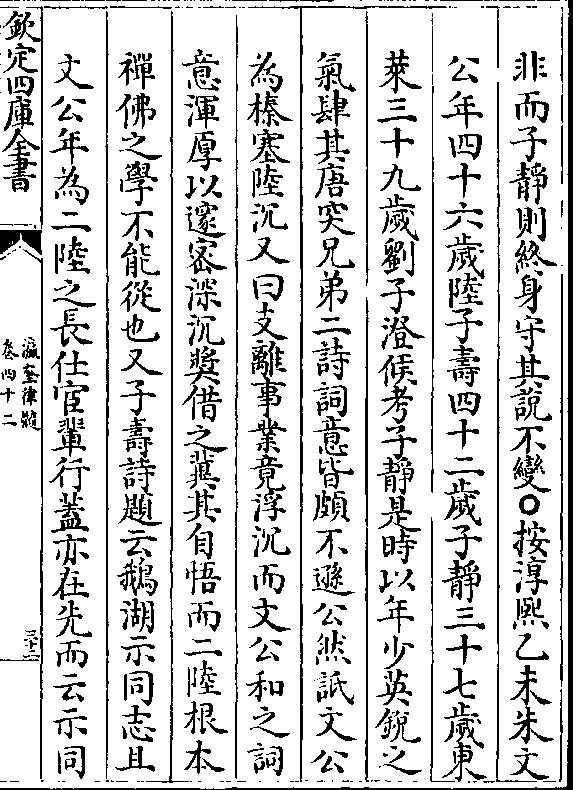 非而子靜則終身守其說不變○按淳熙乙未朱文
公年四十六歲陸子壽四十二歲子靜三十七歲東
萊三十九歲劉子澄候考子靜是時以年少英銳之
氣肆其唐突兄弟二詩詞意皆頗不遜公然詆文公
為榛塞陸沉又曰支離事業竟浮沉而文公和之詞
意渾厚以邃密深沉奬借之冀其自悟而二陸根本
禪佛之學不能從也又子壽詩題云鵝湖示同志且
文公年為二陸之長仕宦輩行蓋亦在先而云示同
欽定四庫全書
瀛奎律髓
卷四十二
三十二